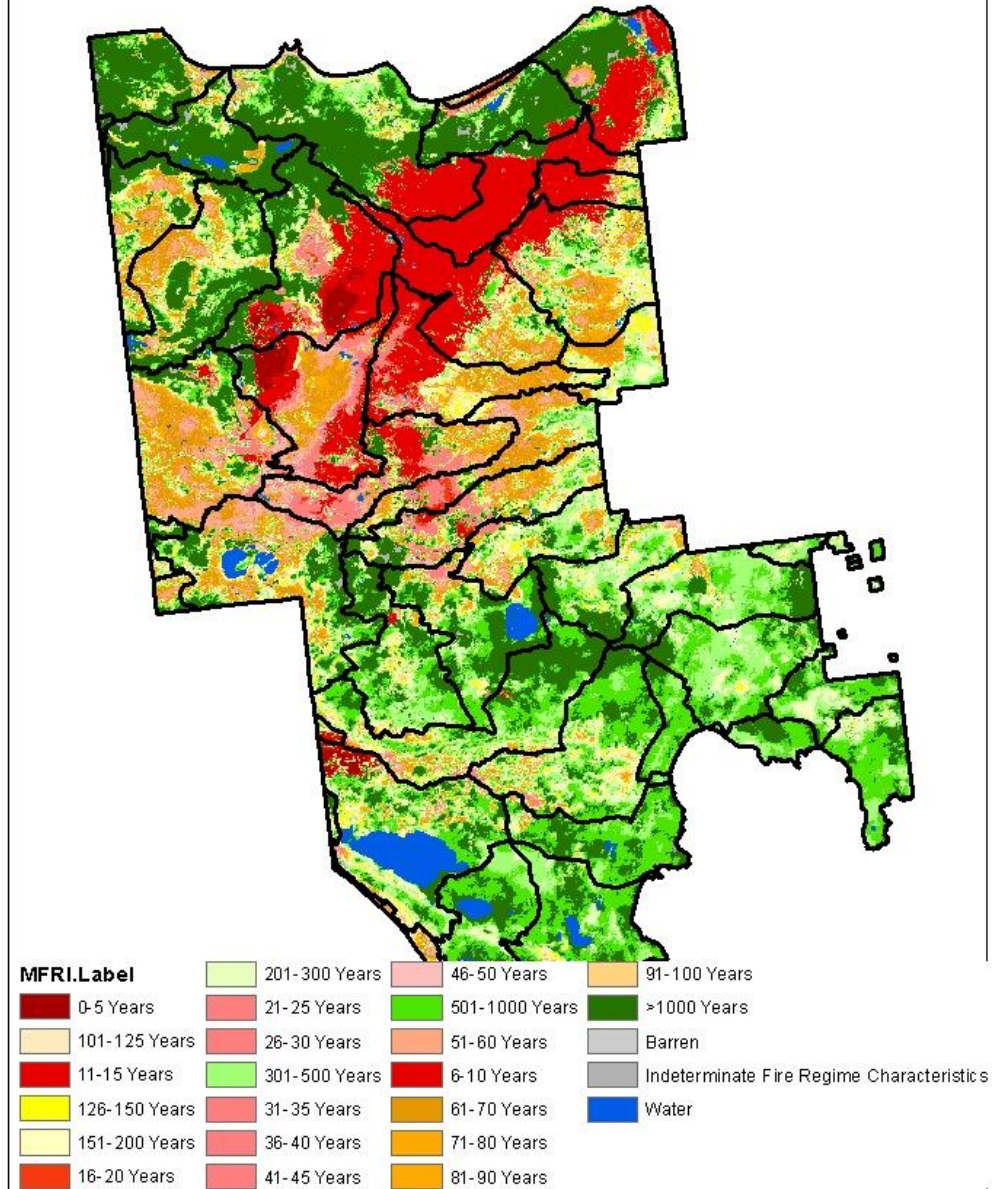 MFRI.Label
0-5 Years
101-125 Years
11-15 Years
126-150 Years
151-200 Years
16-20 Years
201-300 Years
21-25 Years
26-30 Years
301-500 Years
31-35 Years
36-40 Years
41-45 Years
46-50 Years
501-1000 Years
51-60 Years
6-10 Years
61-70 Years
71-80 Years
81-90 Years
91-100 Years
>1000 Years
Barren
Indeterminate Fire Regime Characteristics
Water